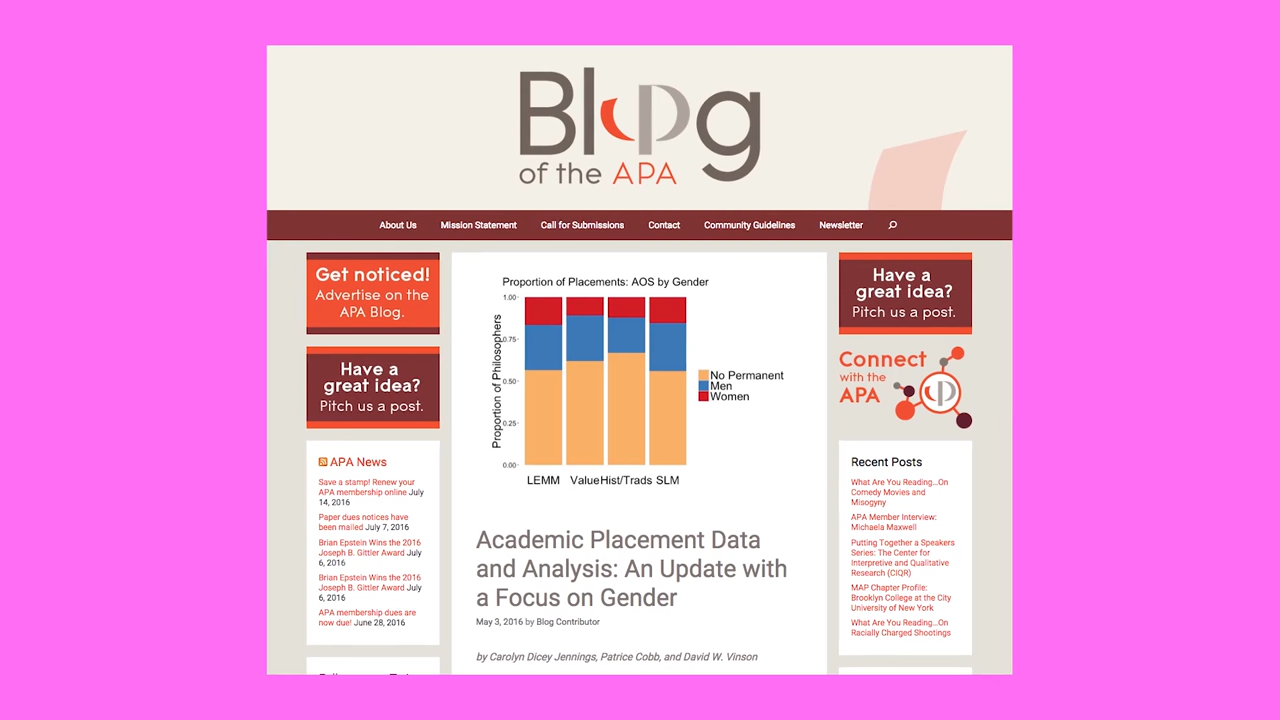 Blog
of the APA
About Us
Mission Statement
Call for Submissions
Contact
Community Guidelines
Newsletter
Get noticed!
Advertise on the
APA Blog.
Have a
great idea?
Pitch us a post.
APA News
Save a stamp! Renew your
APA membership online July
14, 2016
Paper dues notices have
been mailed July 7, 2016
Brian Epstein Wins the 2016
Joseph B. Gittler Award July
6, 2016
Brian Epstein Wins the 2016
Joseph B. Gittler Award July
6, 2016
APA membership dues are
now due! June 28, 2016
Proportion of Placements: AOS by Gender
Proportion of Philosophers
1.00
0.75
0.50
0.25
0.00
LEMM
Value
Hist/Trads
SLM
No Permanent
Men
Women
Academic Placement Data
and Analysis: An Update with
a Focus on Gender
May 3, 2016 by Blog Contributor
by Carolyn Dicey Jennings, Patrice Cobb, and David W. Vinson
Have a
great idea?
Pitch us a post.
Connect
with the
APA
Recent Posts
What Are You Reading...On
Comedy Movies and
Misogyny
APA Member Interview:
Michaela Maxwell
Putting Together a Speakers
Series: The Center for
Interpretive and Qualitative
Research (CIQR)
MAP Chapter Profile:
Brooklyn College at the City
University of New York
What Are You Reading...On
Racially Charged Shootings